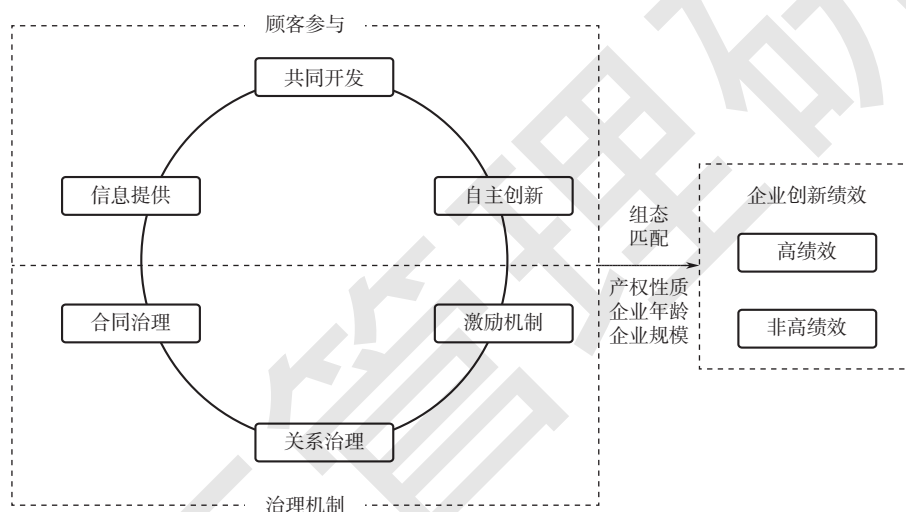 顾客参与
共同开发
信息提供
自主创新
合同治理
激励机制
关系治理
治理机制
组态
匹配
产权性质
企业年龄
企业规模
企业创新绩效
高绩效
非高绩效
管理研